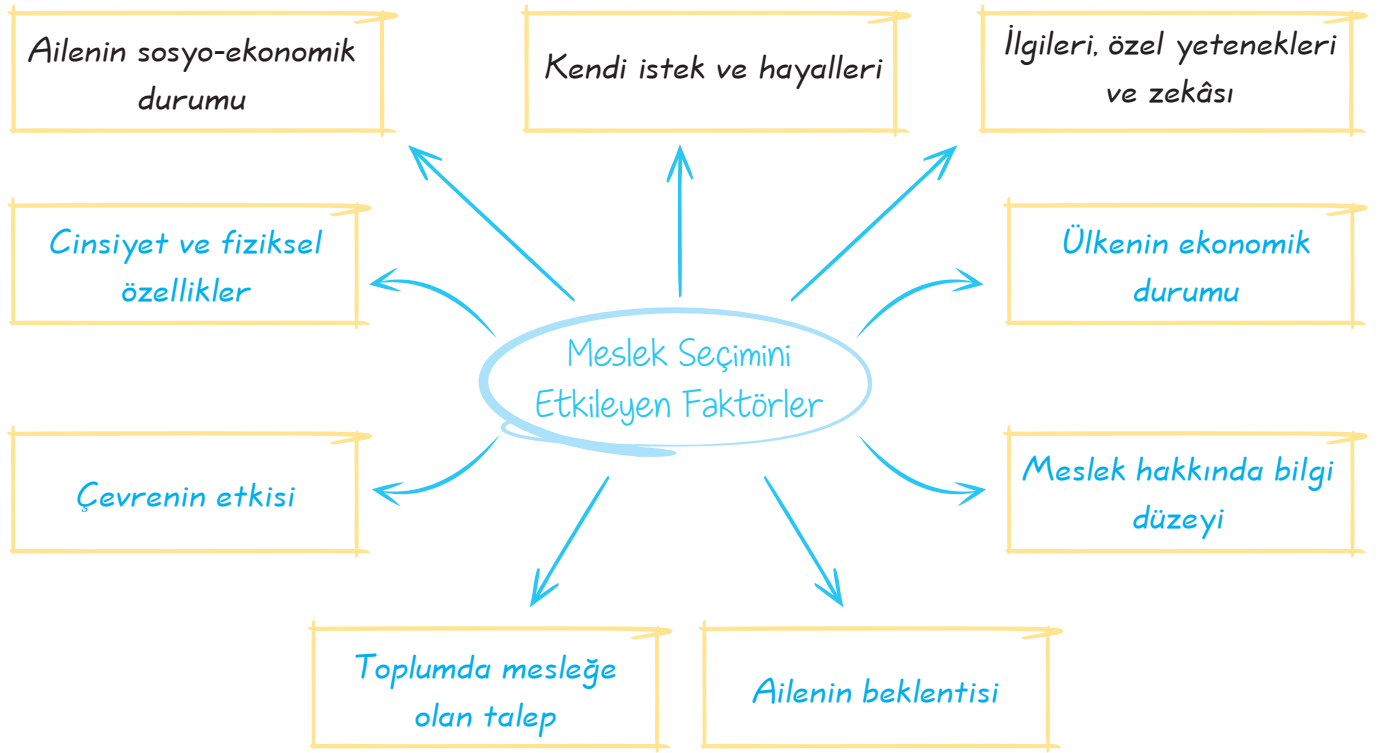 Ailenin sosyo-ekonomik
durumu
Kendi istek ve hayalleri
İlgileri, özel yetenekleri
ve zekâsı
Cinsiyet ve fiziksel
özellikler
Ülkenin ekonomik
durumu
Meslek Seçimini
Etkileyen Faktörler
Çevrenin etkisi
Meslek hakkında bilgi
düzeyi
Toplumda mesleğe
olan talep
Ailenin beklentisi